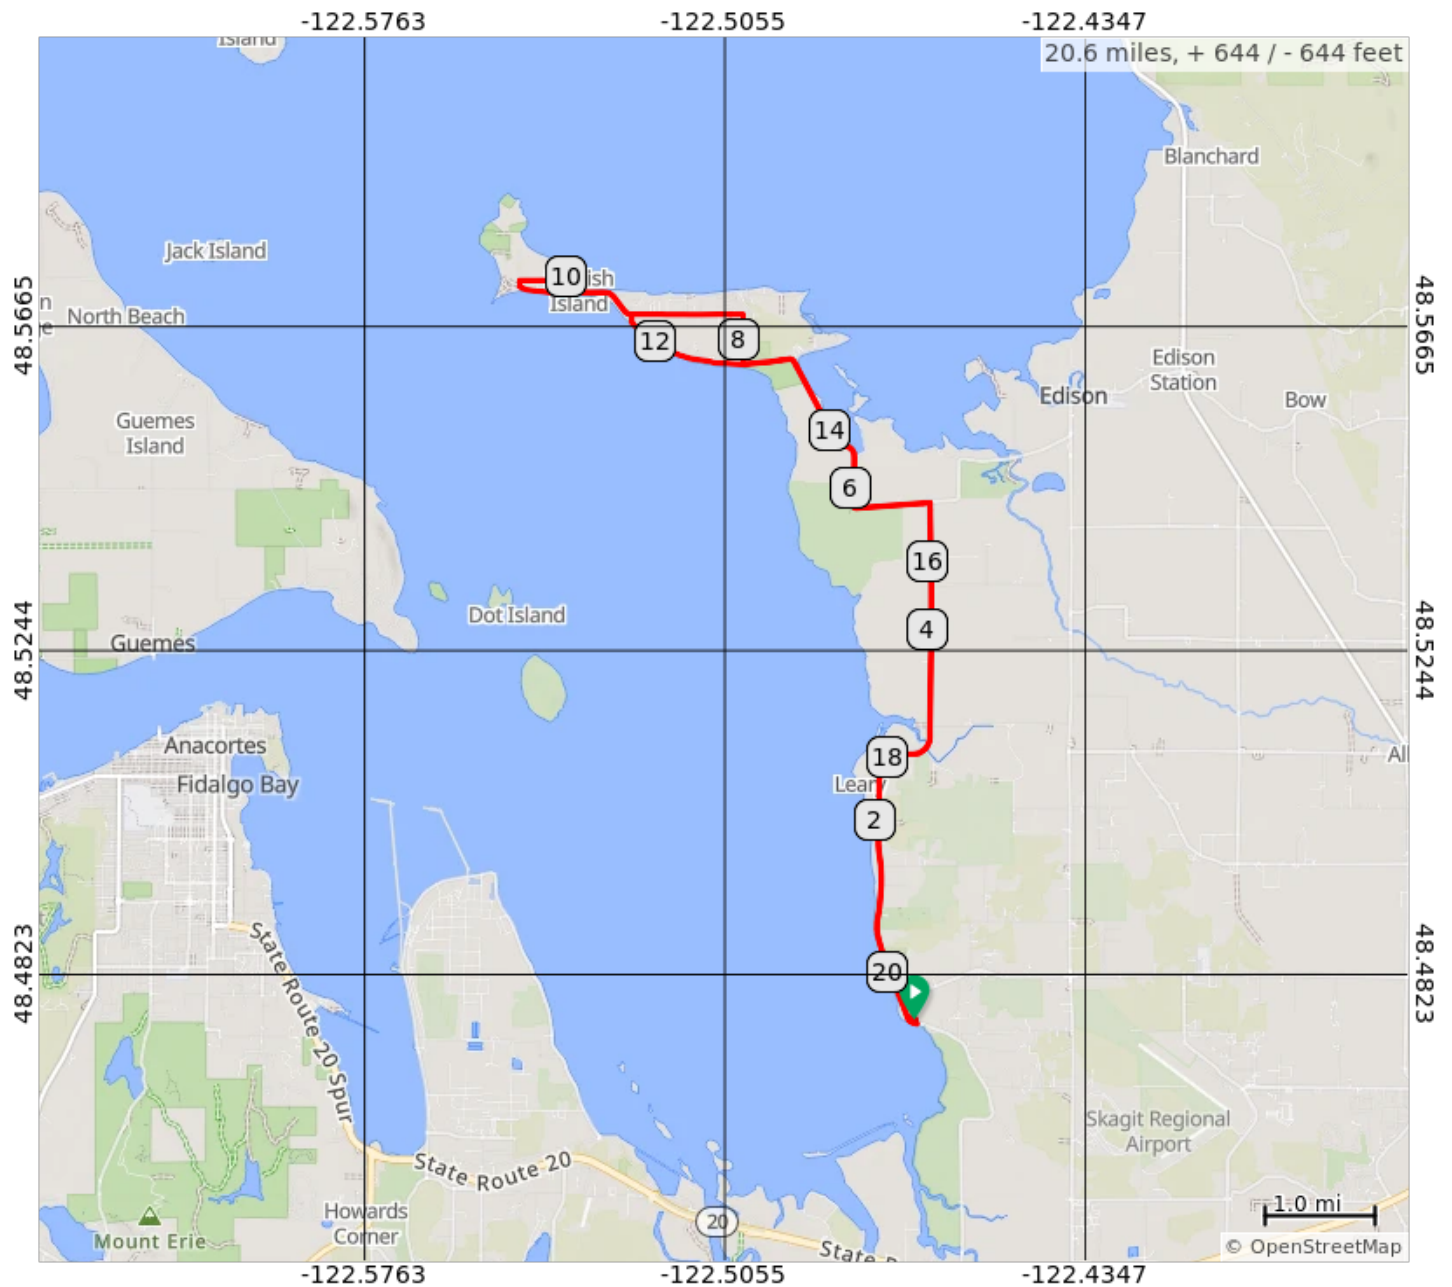 -122.5763
-122.5055
-122.4347
Island
20.6 miles, + 644 / - 644 feet
Blanchard
Jack Island
10
ish
Island
North Beach
n
e
48.5665
48.5665
12
8
Edison
Station
Edison
Bow
Guemes
Island
14
6
16
Dot Island
4
Guemes
48.5244
48.5244
Anacortes
18
Al
Fidalgo Bay
Lear
2
State Route 20 Spur
20
48.4823
48.4823
Skagit Regional
Airport
State Route 20
Howards
Corner
20
1.0 mi
Mount Erie
State R
© OpenStreetMap
-122.5763
-122.5055
-122.4347